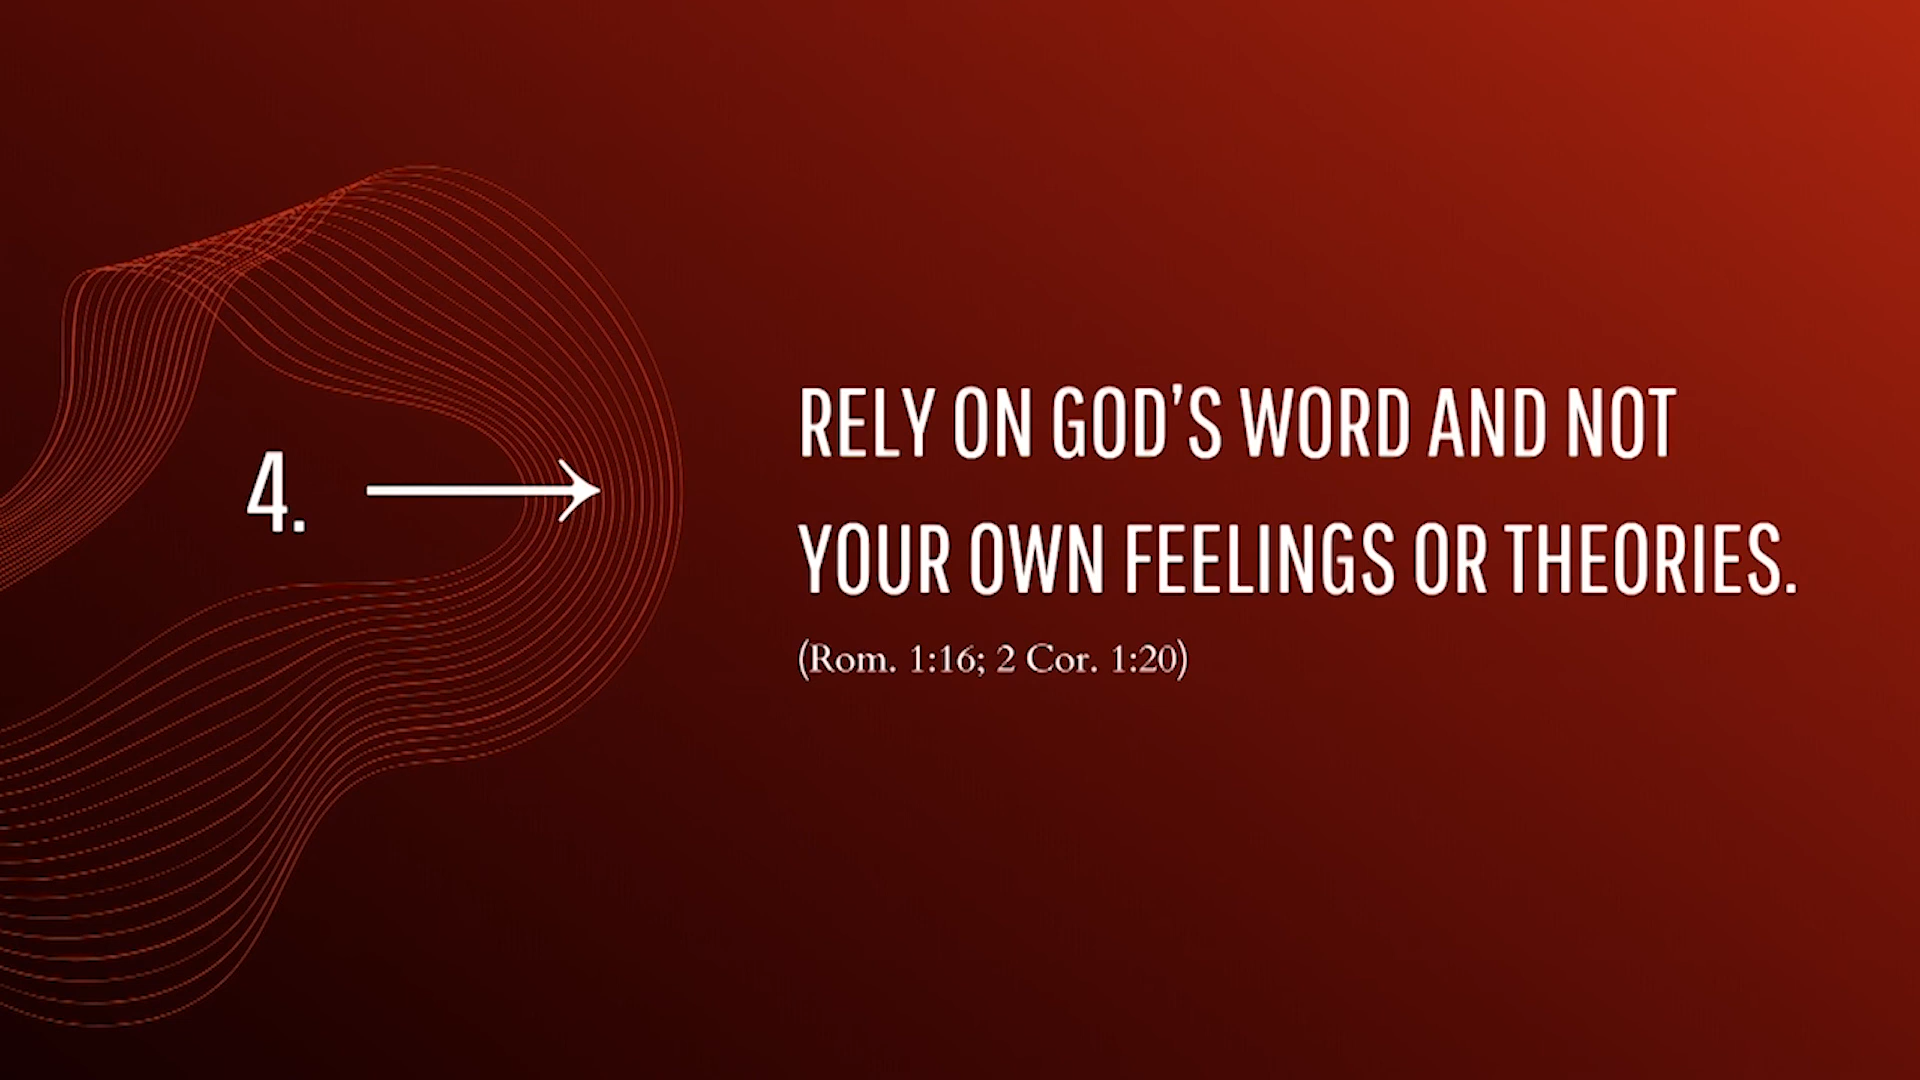 4.
RELY ON GOD’S WORD AND NOT
YOUR OWN FEELINGS OR THEORIES.
(Rom. 1:16; 2 Cor. 1:20)